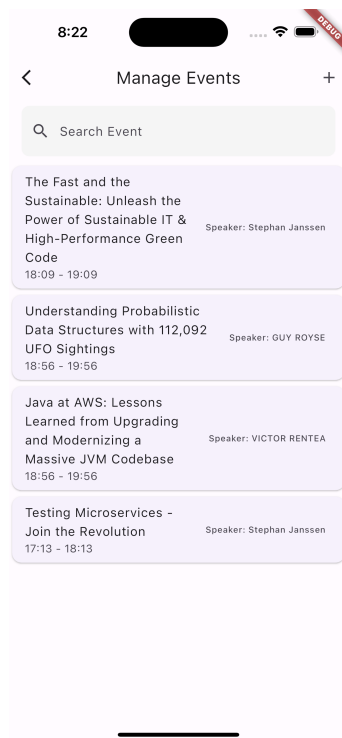 8:22
DEBUG
Manage Events
Search Event
The Fast and the
Sustainable: Unleash the
Power of Sustainable IT &
High-Performance Green
Code
18:09 - 19:09
Speaker: Stephan Janssen
Understanding Probabilistic
Data Structures with 112,092
UFO Sightings
18:56 - 19:56
Speaker: GUY ROYSE
Java at AWS: Lessons
Learned from Upgrading
and Modernizing a
Massive JVM Codebase
18:56 - 19:56
Speaker: VICTOR RENTEA
Testing Microservices -
Join the Revolution
17:13 - 18:13
Speaker: Stephan Janssen